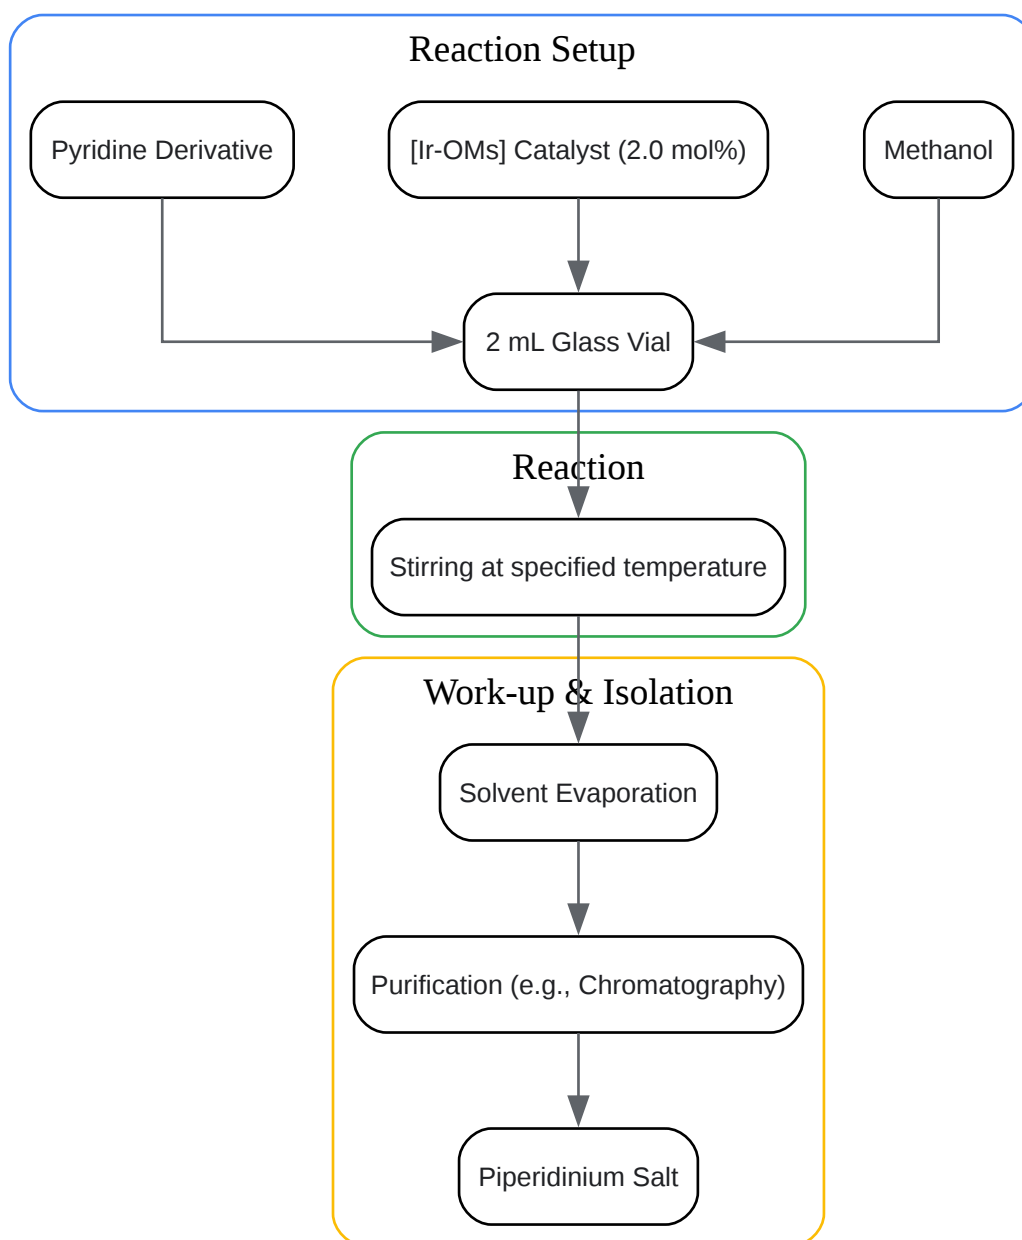 Reaction Setup
Pyridine Derivative
[Ir-OMs] Catalyst (2.0 mol%)
Methanol
2 mL Glass Vial
Reaction
Stirring at specified temperature
Work-up & Isolation
Solvent Evaporation
Purification (e.g., Chromatography)
Piperidinium Salt